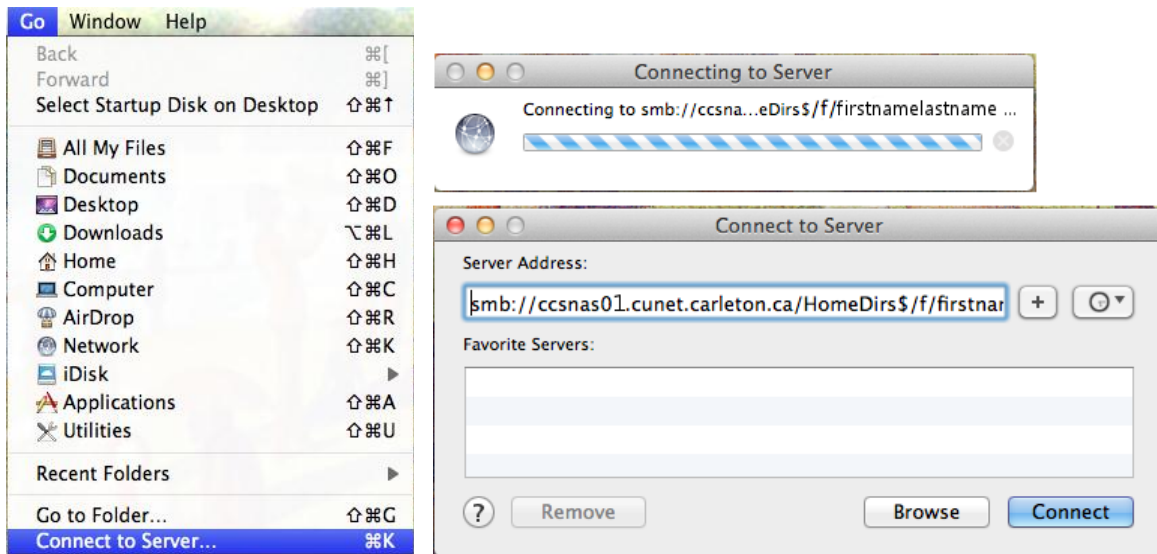 Go Window Help
Back ⌘[
Forward ⌘]
Select Startup Disk on Desktop ⇧⌘↑
All My Files ⇧⌘F
Documents ⇧⌘O
Desktop ⇧⌘D
Downloads ⌥⌘L
Home ⇧⌘H
Computer ⇧⌘C
AirDrop ⇧⌘R
Network ⇧⌘K
iDisk
Applications ⇧⌘A
Utilities ⇧⌘U
Recent Folders
Go to Folder... ⇧⌘G
Connect to Server... ⌘K
Connecting to Server
Connecting to smb://ccsna...eDirs$/f/firstnamelastname ...
Connect to Server
Server Address:
smb://ccsnas01.cunet.carleton.ca/HomeDirs$/f/firstnar +
Favorite Servers:
? Remove Browse Connect